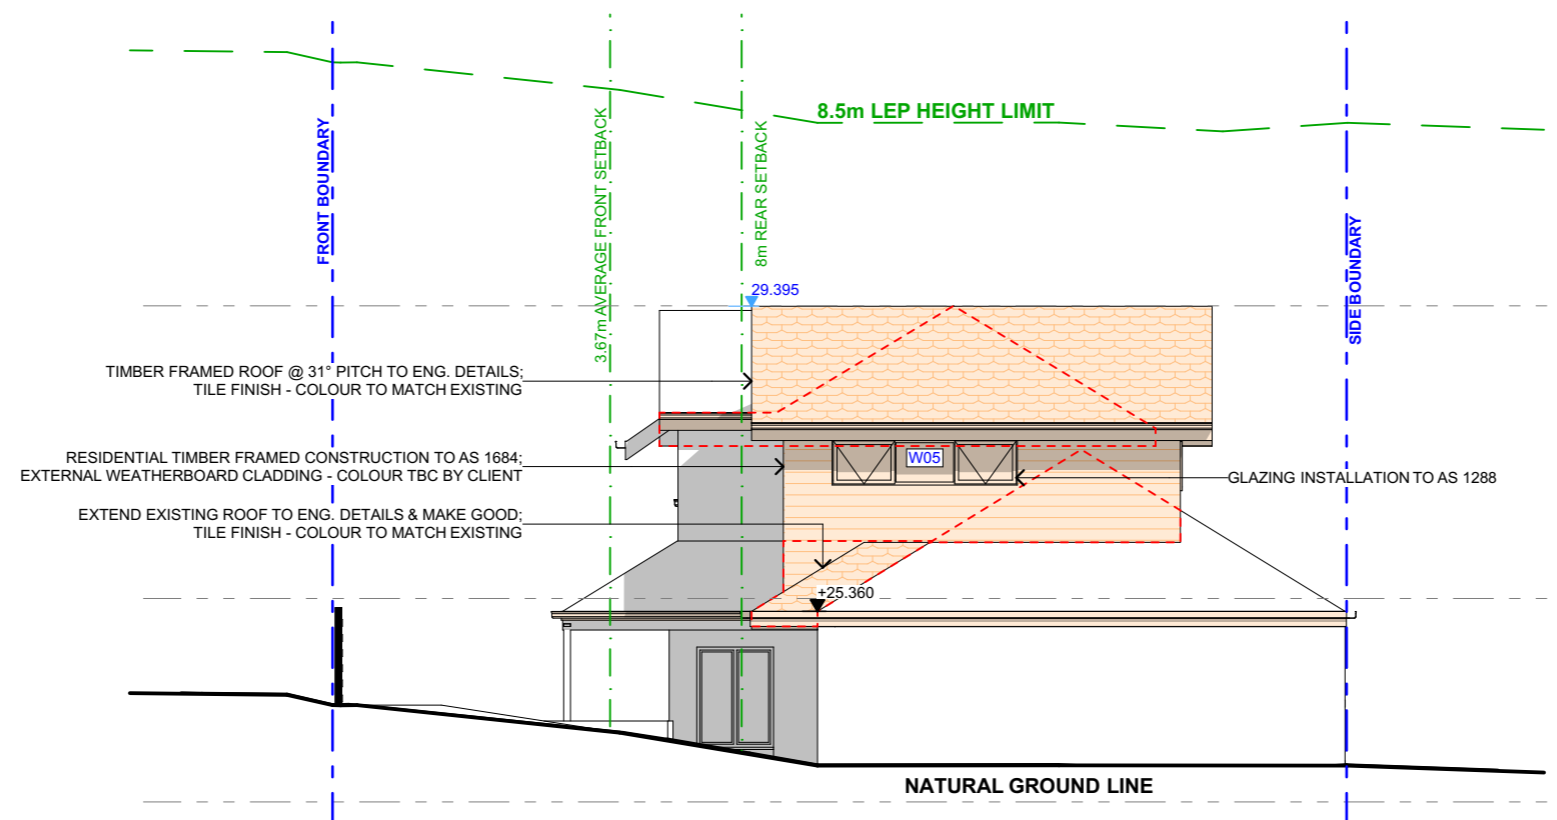 8.5m LEP HEIGHT LIMIT
FRONT BOUNDARY
3.67m AVERAGE FRONT SETBACK
8m REAR SETBACK
SIDE BOUNDARY
29.395
TIMBER FRAMED ROOF @ 31° PITCH TO ENG. DETAILS;
TILE FINISH - COLOUR TO MATCH EXISTING
RESIDENTIAL TIMBER FRAMED CONSTRUCTION TO AS 1684;
EXTERNAL WEATHERBOARD CLADDING - COLOUR TBC BY CLIENT
W05
GLAZING INSTALLATION TO AS 1288
EXTEND EXISTING ROOF TO ENG. DETAILS & MAKE GOOD;
TILE FINISH - COLOUR TO MATCH EXISTING
+25.360
NATURAL GROUND LINE